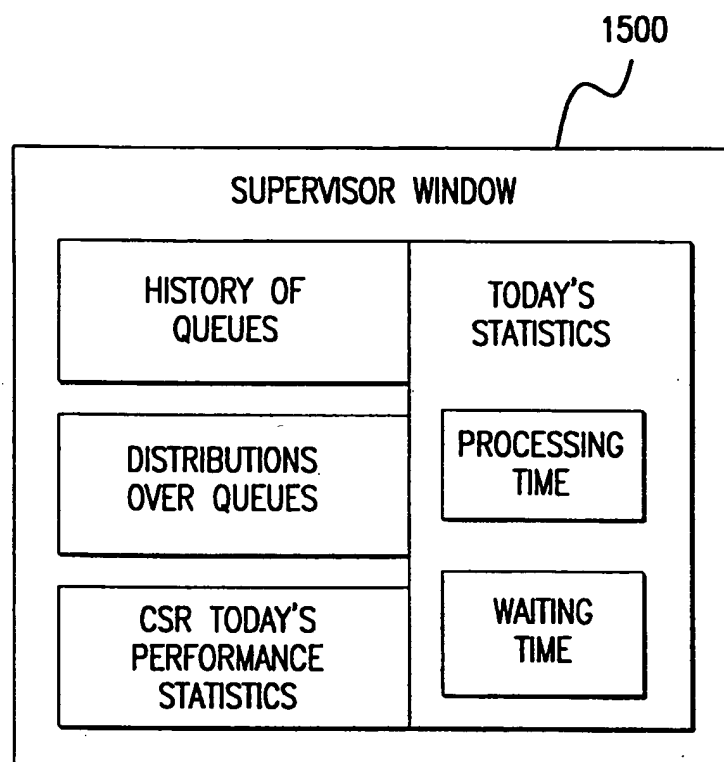 1500
SUPERVISOR WINDOW
HISTORY OF
QUEUES
DISTRIBUTIONS
OVER QUEUES
CSR TODAY'S
PERFORMANCE
STATISTICS
TODAY'S
STATISTICS
PROCESSING
TIME
WAITING
TIME